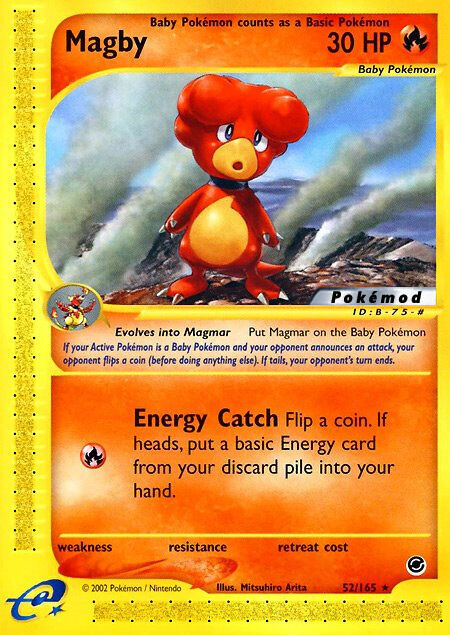 Baby Pokémon counts as a Basic Pokémon
Magby 30 HP
Baby Pokémon
Pokémod
ID:B-75-#
Evolves into Magmar Put Magmar on the Baby Pokémon
If your Active Pokémon is a Baby Pokémon and your opponent announces an attack, your
opponent flips a coin (before doing anything else). If tails, your opponent's turn ends.
Energy Catch Flip a coin. If
heads, put a basic Energy card
from your discard pile into your
hand.
weakness resistance retreat cost
© 2002 Pokémon / Nintendo Illus. Mitsuhiro Arita 52/165 ★
e